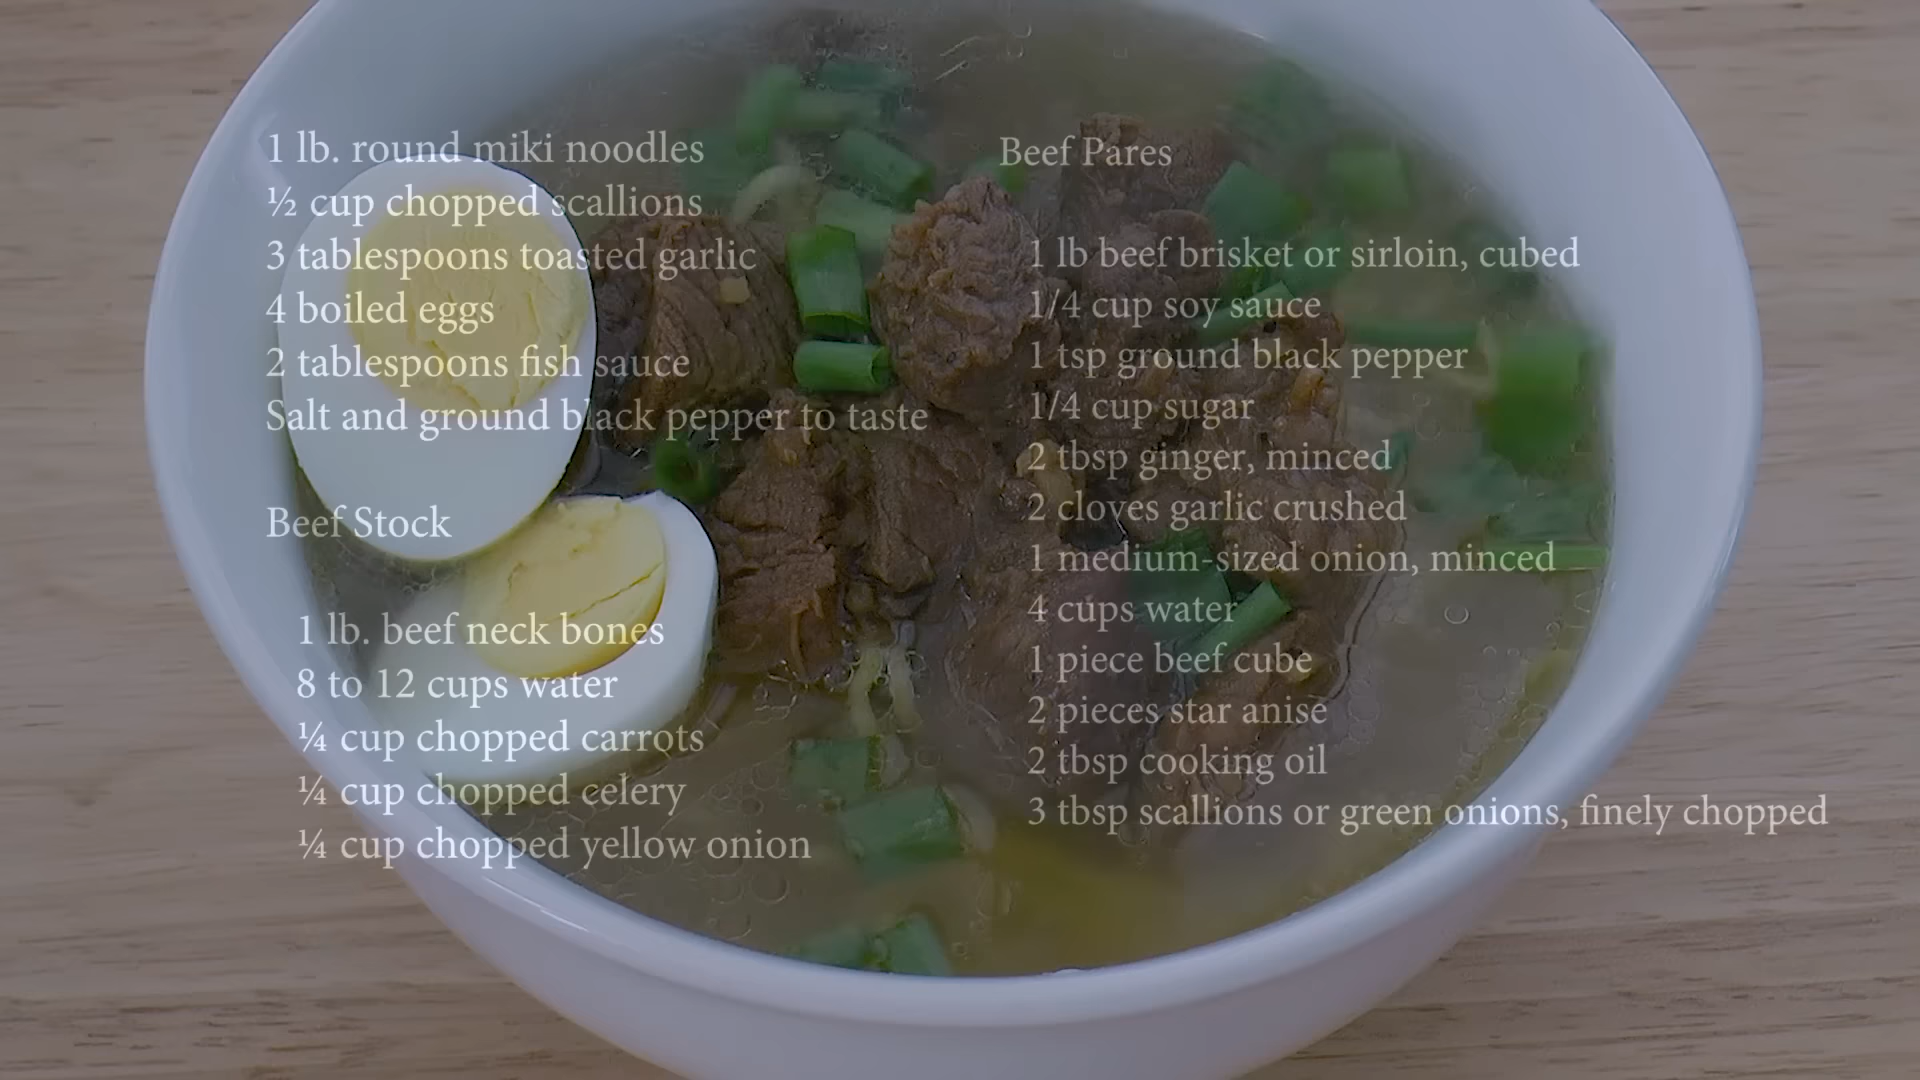 1 lb. round miki noodles
½ cup chopped scallions
3 tablespoons toasted garlic
4 boiled eggs
2 tablespoons fish sauce
Salt and ground black pepper to taste
Beef Stock
1 lb. beef neck bones
8 to 12 cups water
¼ cup chopped carrots
¼ cup chopped celery
¼ cup chopped yellow onion
Beef Pares
1 lb beef brisket or sirloin, cubed
1/4 cup soy sauce
1 tsp ground black pepper
1/4 cup sugar
2 tbsp ginger, minced
2 cloves garlic crushed
1 medium-sized onion, minced
4 cups water
1 piece beef cube
2 pieces star anise
2 tbsp cooking oil
3 tbsp scallions or green onions, finely chopped